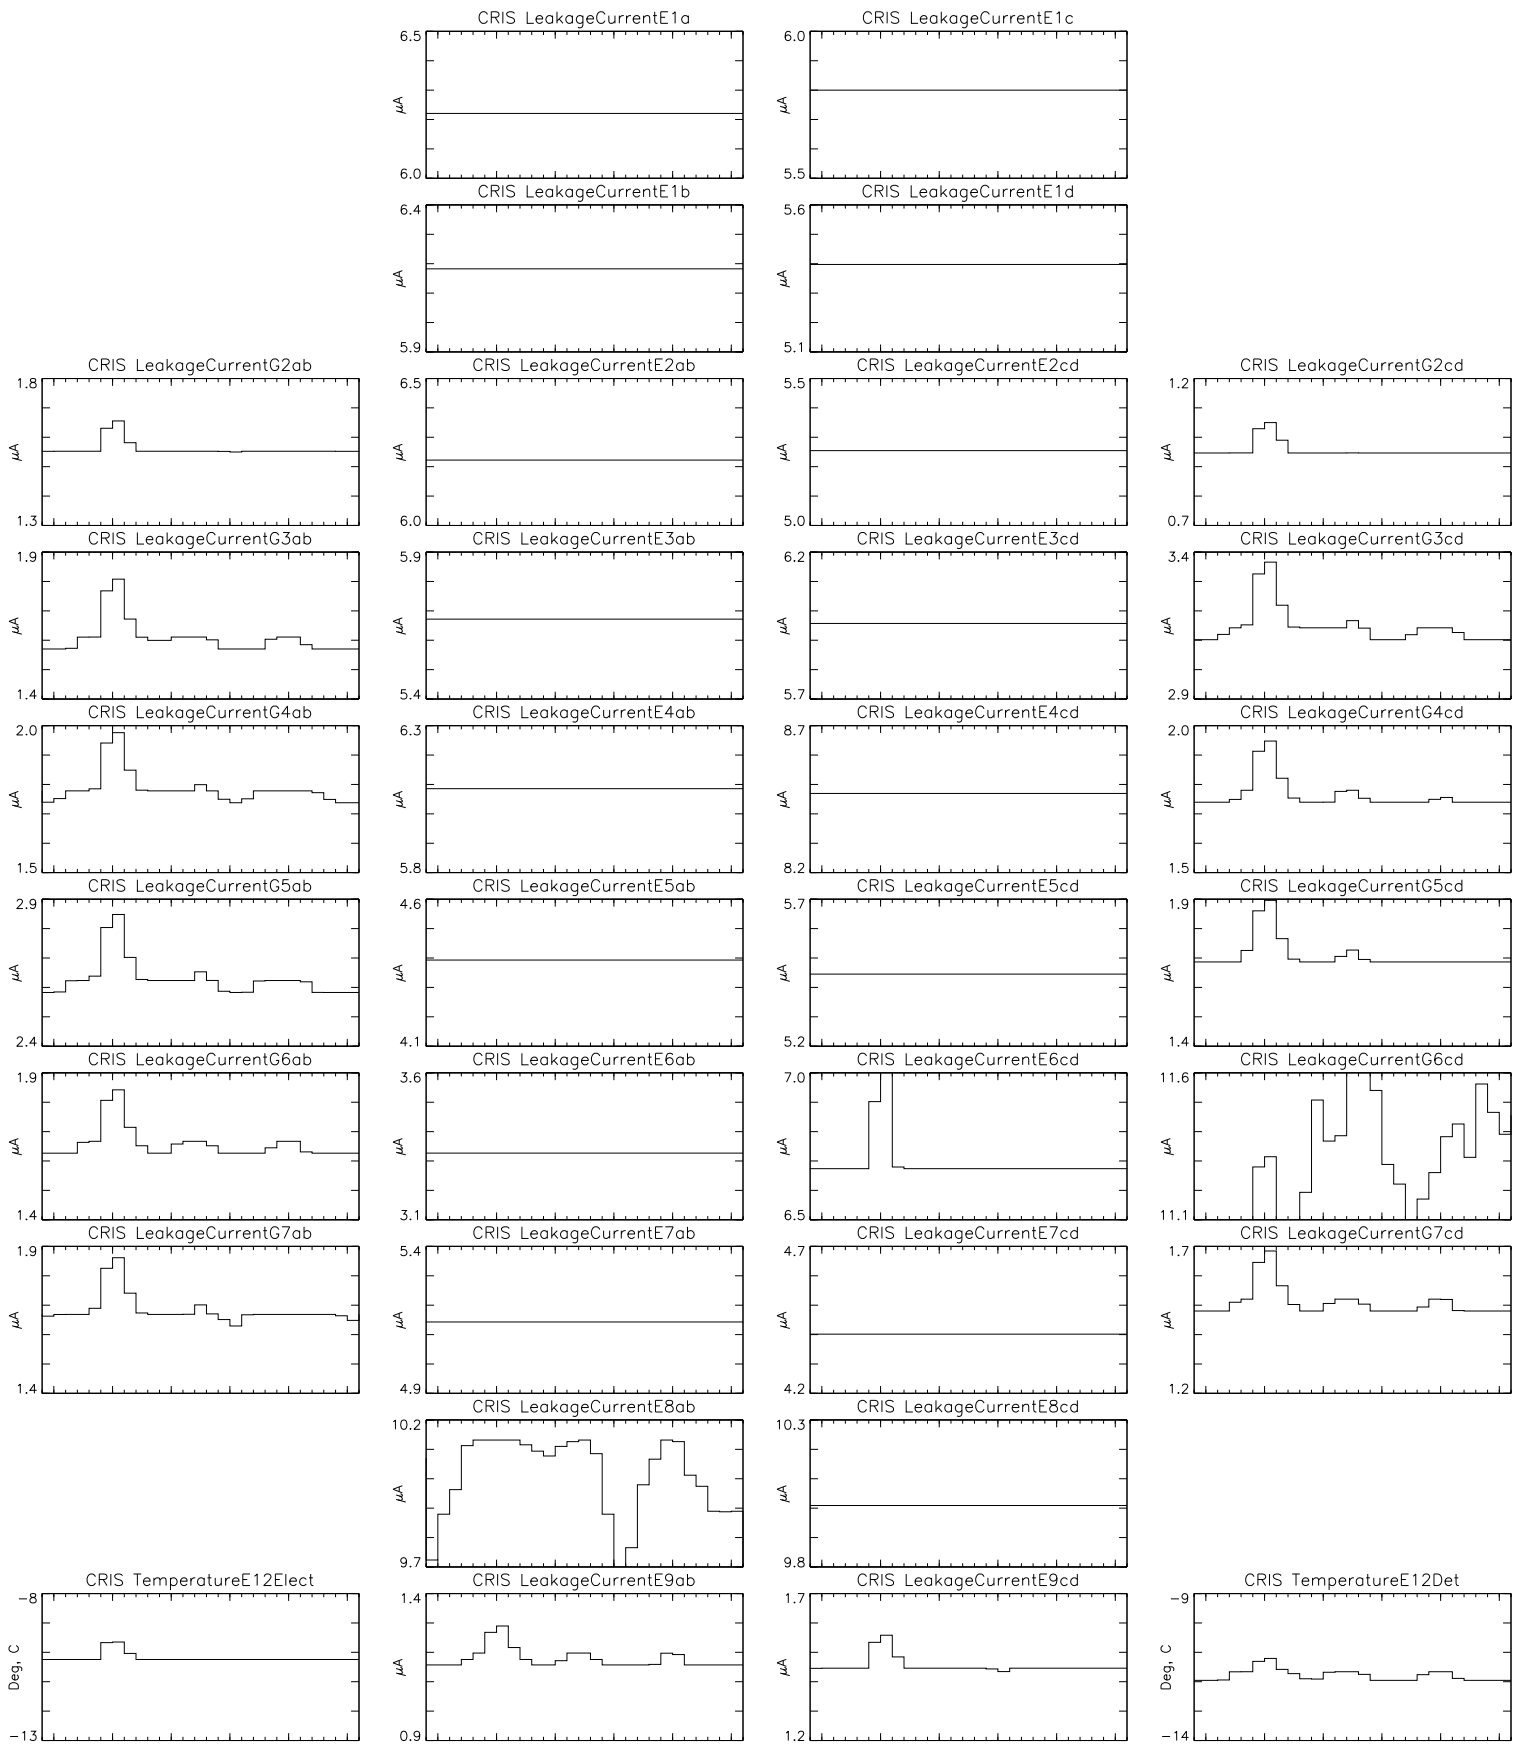 CRIS LeakageCurrentE1a
6.5
μA
6.0
CRIS LeakageCurrentE1c
6.0
μA
5.5
CRIS LeakageCurrentE1b
6.4
μA
5.9
CRIS LeakageCurrentE1d
5.6
μA
5.1
CRIS LeakageCurrentG2ab
1.8
μA
1.3
CRIS LeakageCurrentE2ab
6.5
μA
6.0
CRIS LeakageCurrentE2cd
5.5
μA
5.0
CRIS LeakageCurrentG2cd
1.2
μA
0.7
CRIS LeakageCurrentG3ab
1.9
μA
1.4
CRIS LeakageCurrentE3ab
5.9
μA
5.4
CRIS LeakageCurrentE3cd
6.2
μA
5.7
CRIS LeakageCurrentG3cd
3.4
μA
2.9
CRIS LeakageCurrentG4ab
2.0
μA
1.5
CRIS LeakageCurrentE4ab
6.3
μA
5.8
CRIS LeakageCurrentE4cd
8.7
μA
8.2
CRIS LeakageCurrentG4cd
2.0
μA
1.5
CRIS LeakageCurrentG5ab
2.9
μA
2.4
CRIS LeakageCurrentE5ab
4.6
μA
4.1
CRIS LeakageCurrentE5cd
5.7
μA
5.2
CRIS LeakageCurrentG5cd
1.9
μA
1.4
CRIS LeakageCurrentG6ab
1.9
μA
1.4
CRIS LeakageCurrentE6ab
3.6
μA
3.1
CRIS LeakageCurrentE6cd
7.0
μA
6.5
CRIS LeakageCurrentG6cd
11.6
μA
11.1
CRIS LeakageCurrentG7ab
1.9
μA
1.4
CRIS LeakageCurrentE7ab
5.4
μA
4.9
CRIS LeakageCurrentE7cd
4.7
μA
4.2
CRIS LeakageCurrentG7cd
1.7
μA
1.2
CRIS LeakageCurrentE8ab
10.2
μA
9.7
CRIS LeakageCurrentE8cd
10.3
μA
9.8
CRIS TemperatureE12Elect
-8
Deg, C
-13
CRIS LeakageCurrentE9ab
1.4
μA
0.9
CRIS LeakageCurrentE9cd
1.7
μA
1.2
CRIS TemperatureE12Det
-9
Deg, C
-14